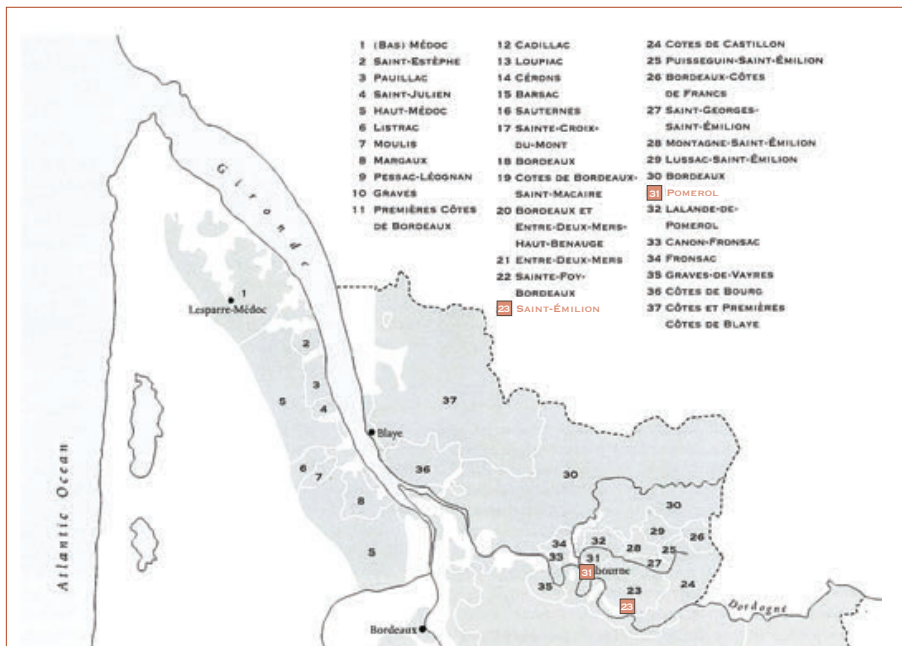 1 (BAS) MÉDOC
2 SAINT-ESTÈPHE
3 PAUILLAC
4 SAINT-JULIEN
5 HAUT-MÉDOC
6 LISTRAC
7 MOULIS
8 MARGAUX
9 PESSAC-LÉOGNAN
10 GRAVES
11 PREMIÈRES CÔTES
DE BORDEAUX
12 CADILLAC
13 LOUPIAC
14 CÉRONS
15 BARSAC
16 SAUTERNES
17 SAINTE-CROIX-
DU-MONT
18 BORDEAUX
19 COTES DE BORDEAUX-
SAINT-MACAIRE
20 BORDEAUX ET
ENTRE-DEUX-MERS-
HAUT-BENAUGE
21 ENTRE-DEUX-MERS
22 SAINTE-FOY-
BORDEAUX
23 SAINT-ÉMILION
24 COTES DE CASTILLON
25 PUISSEGUIN-SAINT-ÉMILION
26 BORDEAUX-CÔTES
DE FRANCS
27 SAINT-GEORGES-
SAINT-ÉMILION
28 MONTAGNE-SAINT-ÉMILION
29 LUSSAC-SAINT-ÉMILION
30 BORDEAUX
31 POMEROL
32 LALANDE-DE-
POMEROL
33 CANON-FRONSAC
34 FRONSAC
35 GRAVES-DE-VAYRES
36 CÔTES DE BOURG
37 CÔTES ET PREMIÈRES
CÔTES DE BLAYE
Gironde
1
Lesparre-Médoc
2
3
4
5
37
Blaye
6
7
36
8
30
30
5
34
32
29
26
28
25
33
31
27
31 bourne
35
23
24
23
Dordogne
Bordeaux
Atlantic Ocean